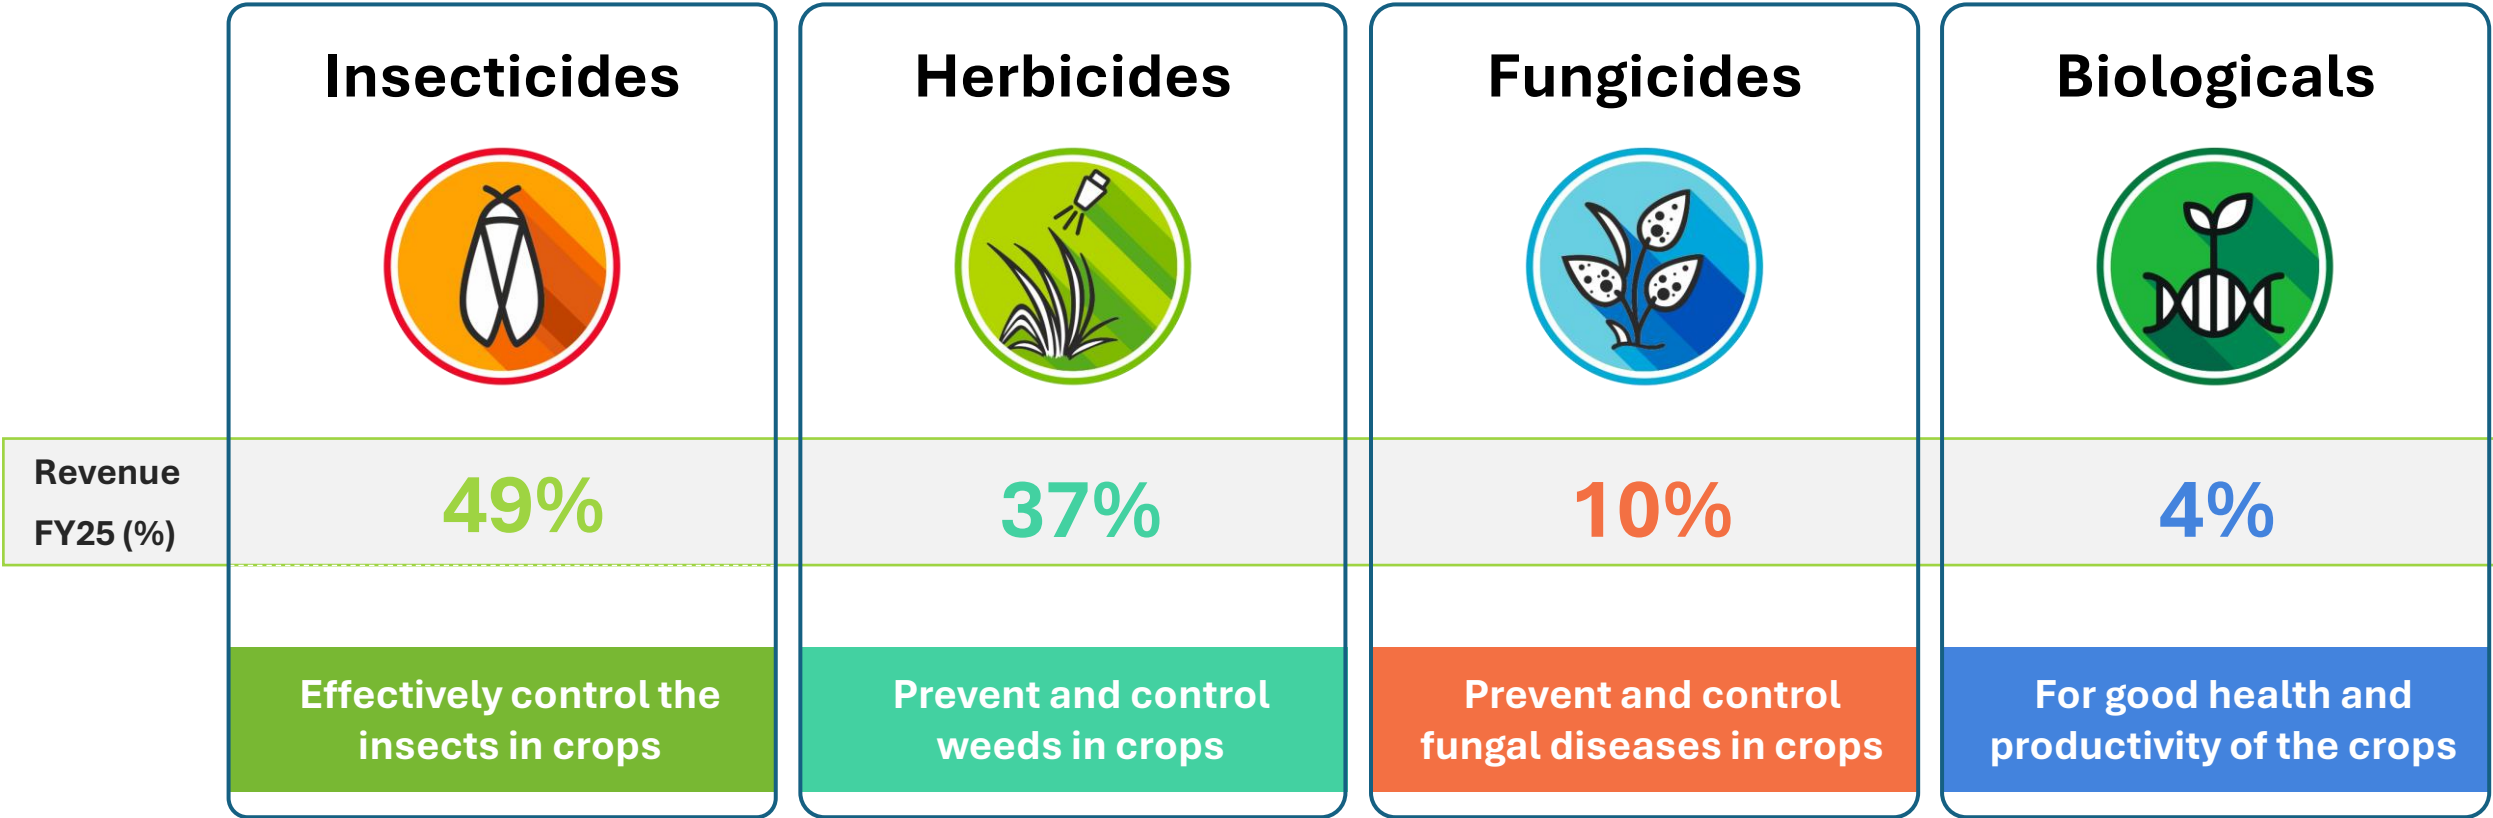 Insecticides
Herbicides
Fungicides
Biologicals
Revenue
FY25 (%)
49%
37%
10%
4%
Effectively control the
insects in crops
Prevent and control
weeds in crops
Prevent and control
fungal diseases in crops
For good health and
productivity of the crops